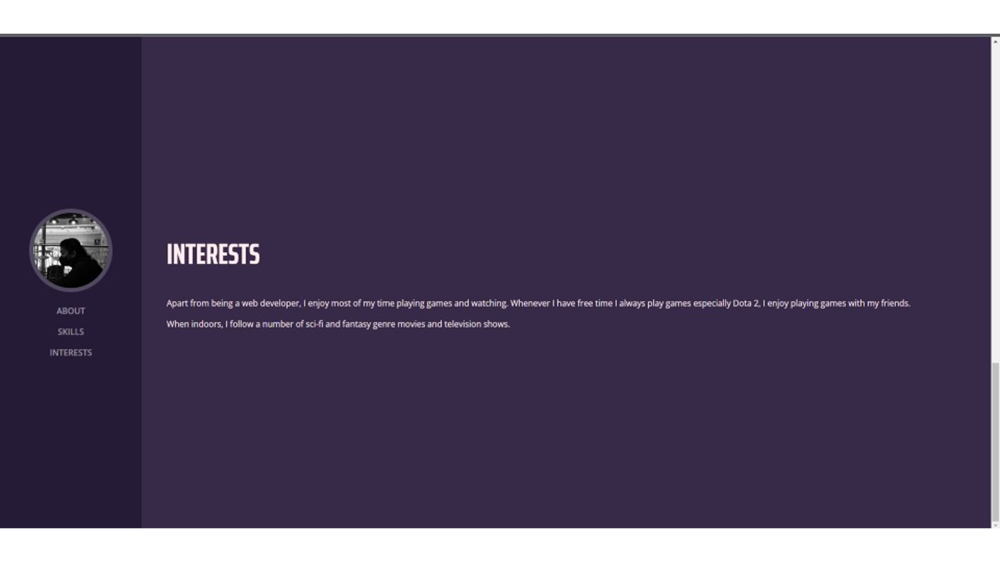 ABOUT
SKILLS
INTERESTS
INTERESTS
Apart from being a web developer, I enjoy most of my time playing games and watching. Whenever I have free time I always play games especially Dota 2, I enjoy playing games with my friends.
When indoors, I follow a number of sci-fi and fantasy genre movies and television shows.